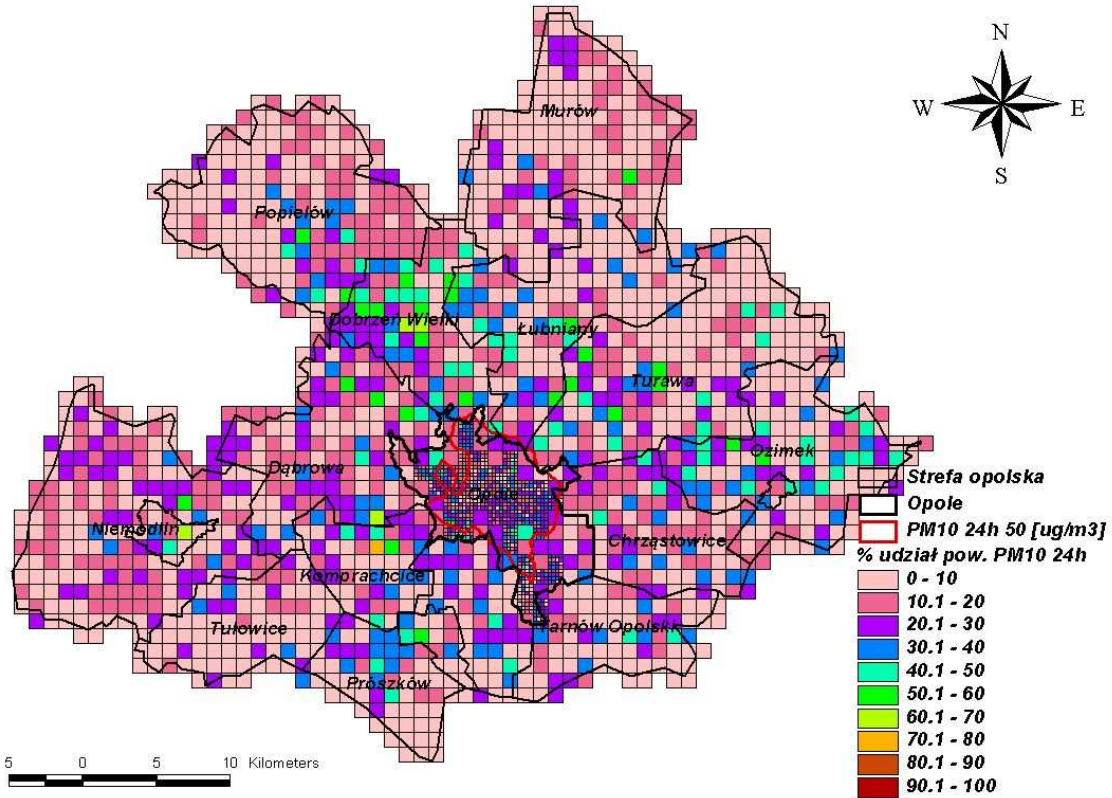 N
W
E
S
Murów
Popielów
Dobrzeń Wielki
Łubniany
Turawa
Ozimek
Dąbrowa
Opole
Niemodlin
Chrząstowice
Komorachcice
Tułowice
Tarnów Opolski
Prószków
Strefa opolska
Opole
PM10 24h 50 [ug/m3]
% udział pow. PM10 24h
0 - 10
10.1 - 20
20.1 - 30
30.1 - 40
40.1 - 50
50.1 - 60
60.1 - 70
70.1 - 80
80.1 - 90
90.1 - 100
5 0 5 10 Kilometers